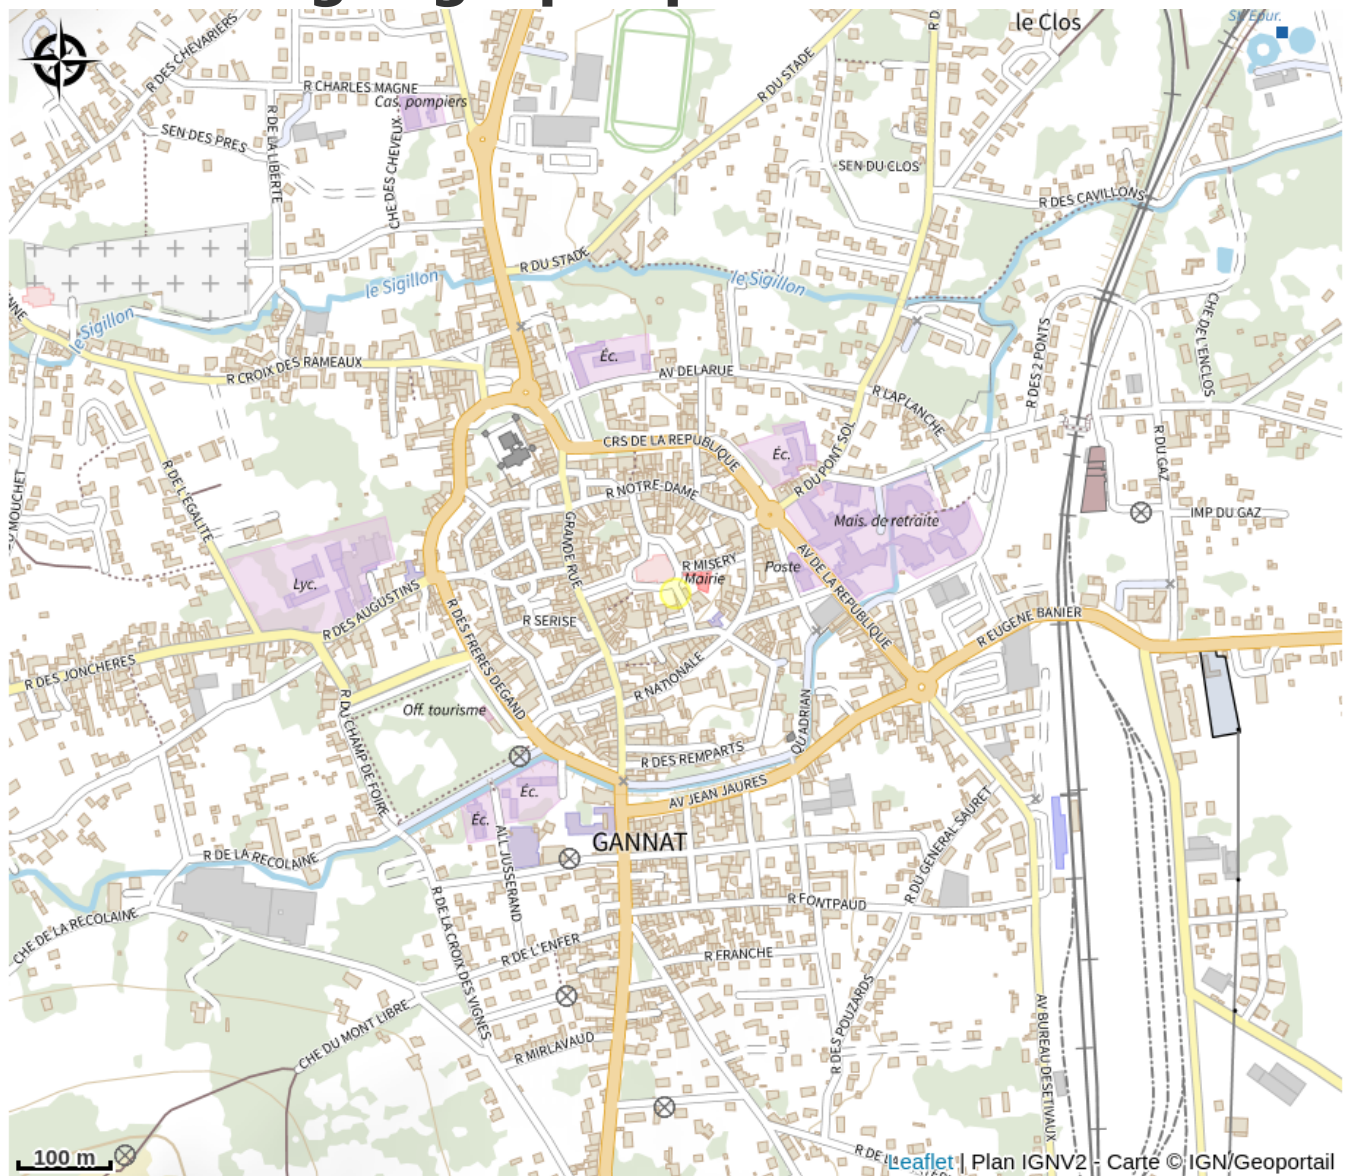 le Clos
St. Épur.
R DES CHEVARIERS
R CHARLES MAGNE
Cas. pompiers
R DU STADE
SEN DES PRES
R DE LA LIBERTE
CHE DES CHEVEUX
SEN DU CLOS
R DES CAVILLONS
R DU STADE
le Sigillon
le Sigillon
le Sigillon
CHE DE L'ENCLOS
R DES 2 PONTS
Éc.
R CROIX DES RAMEAUX
AV DELARUE
R LAPLANCHE
CRS DE LA REPUBLIQUE
Éc.
R DU PONT SOL
R DU GAZ
R DE L'EGALITE
R NOTRE-DAME
Mais. de retraite
IMP DU GAZ
GRANDE RUE
R MISERY
Mairie
Poste
AV DE LA REPUBLIQUE
Lyc.
R DES AUGUSTINS
R SERISE
R EUGENE BANIER
R DES JONCHERES
R DES FRERES DEGAND
R NATIONALE
Off. tourisme
R DU CHAMP DE FOIRE
QU ADRIAN
R DES REMPARTS
AV JEAN JAURES
Éc.
Éc.
GANNAT
ALL JUSSERAND
R DU GENERAL SAURET
R DE LA RECOLAINE
R FONTPAUD
CHE DE LA RECOLAINE
R DE LA CROIX DES VIGNES
R DE L'ENFER
R FRANCHE
CHE DU MONT LIBRE
R MIRLAVAUD
R DES POUZARDS
AV BUREAU DESETIVAUX
100 m
Leaflet | Plan IGNV2 - Carte © IGN/Geoportail